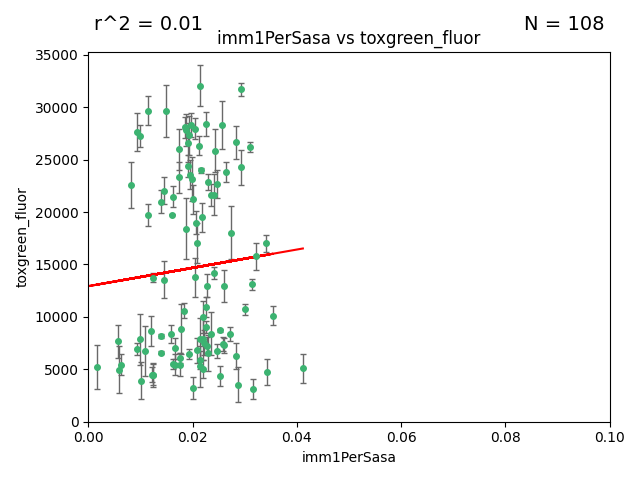 r^2 = 0.01
N = 108
imm1PerSasa vs toxgreen_fluor
35000
30000
25000
20000
15000
10000
5000
0
toxgreen_fluor
0.00
0.02
0.04
0.06
0.08
0.10
imm1PerSasa